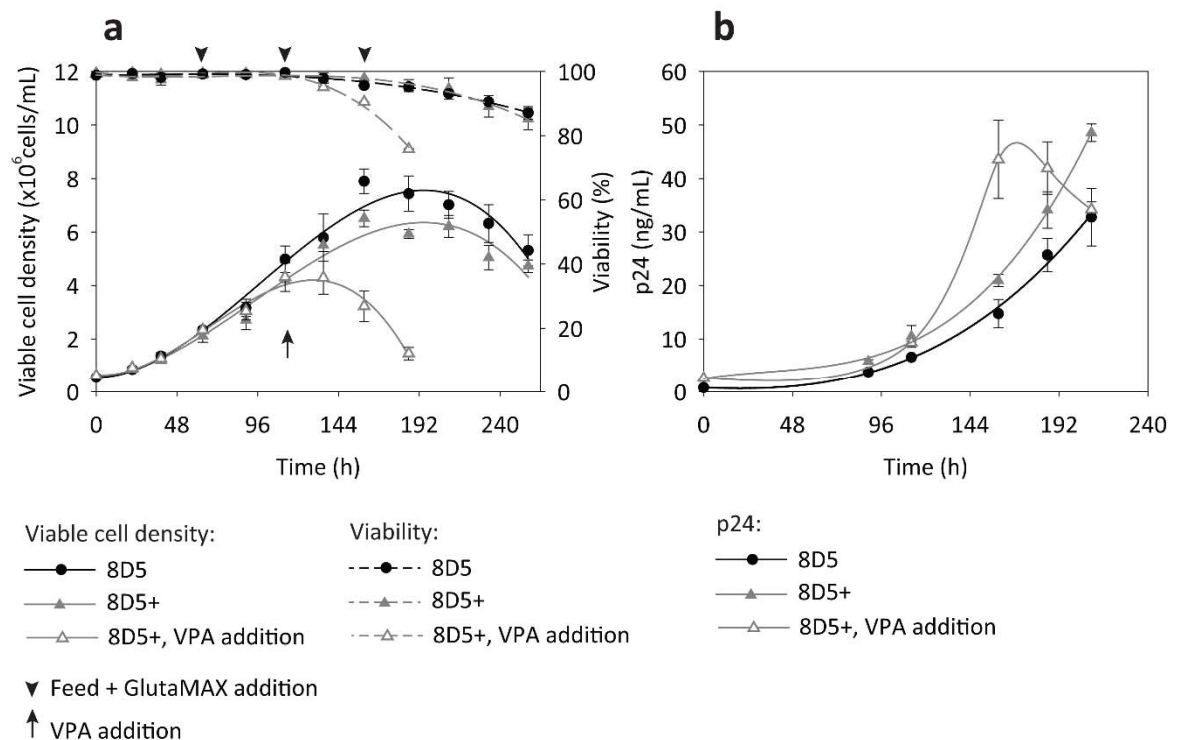 a
b
Viable cell density (x10⁶cells/mL)
12
10
8
6
4
2
0
100
80
60
40
20
0
Viability (%)
0 48 96 144 192 240
Time (h)
p24 (ng/mL)
60
50
40
30
20
10
0
0 48 96 144 192 240
Time (h)
Viable cell density:
8D5
8D5+
8D5+, VPA addition
Viability:
8D5
8D5+
8D5+, VPA addition
p24:
8D5
8D5+
8D5+, VPA addition
Feed + GlutaMAX addition
VPA addition